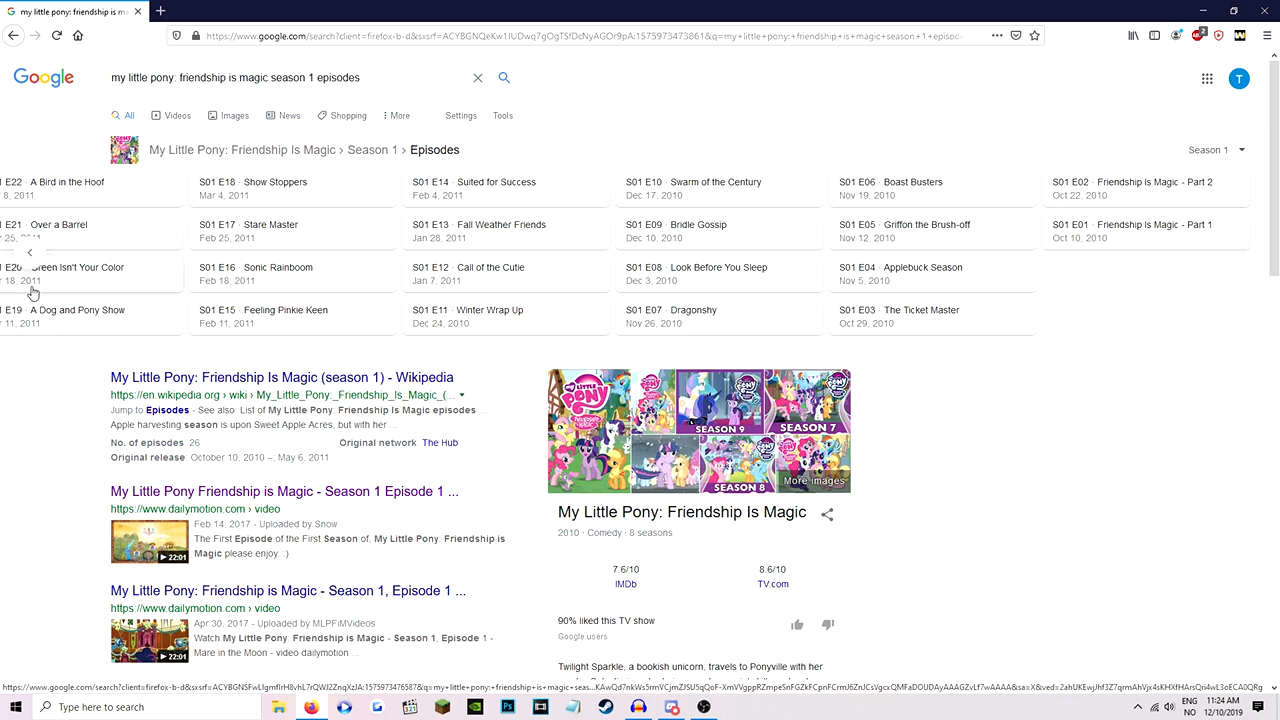 my little pony: friendship is ma
https://www.google.com/search?client=firefox-b-d&sxsrf=
Google
my little pony: friendship is magic season 1 episodes
T
All
Videos
Images
News
Shopping
More
Settings
Tools
My Little Pony: Friendship Is Magic › Season 1 › Episodes
Season 1
E22 · A Bird in the Hoof
8, 2011
S01 E18 · Show Stoppers
Mar 4, 2011
S01 E14 · Suited for Success
Feb 4, 2011
S01 E10 · Swarm of the Century
Dec 17, 2010
S01 E06 · Boast Busters
Nov 19, 2010
S01 E02 · Friendship Is Magic - Part 2
Oct 22, 2011
E21 · Over a Barrel
25, 2011
S01 E17 · Stare Master
Feb 25, 2011
S01 E13 · Fall Weather Friends
Jan 28, 2011
S01 E09 · Bridle Gossip
Dec 10, 2010
S01 E05 · Griffon the Brush-off
Nov 12, 2010
S01 E01 · Friendship Is Magic - Part 1
Oct 10, 2010
E20 · Green Isn't Your Color
18, 2011
S01 E16 · Sonic Rainboom
Feb 18, 2011
S01 E12 · Call of the Cutie
Jan 7, 2011
S01 E08 · Look Before You Sleep
Dec 3, 2010
S01 E04 · Applebuck Season
Nov 5, 2010
E19 · A Dog and Pony Show
11, 2011
S01 E15 · Feeling Pinkie Keen
Feb 11, 2011
S01 E11 · Winter Wrap Up
Dec 24, 2010
S01 E07 · Dragonshy
Nov 26, 2010
S01 E03 · The Ticket Master
Oct 29, 2010
My Little Pony: Friendship Is Magic (season 1) - Wikipedia
https://en.wikipedia.org › wiki › My_Little_Pony:_Friendship_Is_Magic_(...
Jump to Episodes - See also: List of My Little Pony Friendship Is Magic episodes ...
Apple harvesting season is upon Sweet Apple Acres, but with her ...
No. of episodes 26
Original network The Hub
Original release October 10, 2010 –, May 6, 2011
My Little Pony Friendship is Magic - Season 1 Episode 1 ...
https://www.dailymotion.com › video
Feb 14, 2017 - Uploaded by Snow
The First Episode of the First Season of, My Little Pony. Friendship is
Magic please enjoy. :)
22:01
My Little Pony: Friendship is Magic - Season 1, Episode 1 ...
https://www.dailymotion.com › video
Apr 30, 2017 - Uploaded by MLPFiMVideos
Watch My Little Pony Friendship is Magic - Season 1, Episode 1 -
Mare in the Moon - video dailymotion ...
22:01
SEASON 9
SEASON 7
SEASON 8
More images
My Little Pony: Friendship Is Magic
2010 · Comedy · 8 seasons
7.6/10
IMDb
8.6/10
TV.com
90% liked this TV show
Google users
Twilight Sparkle, a bookish unicorn, travels to Ponyville with her
Type here to search
ENG
NO
11:24 AM
12/10/2019